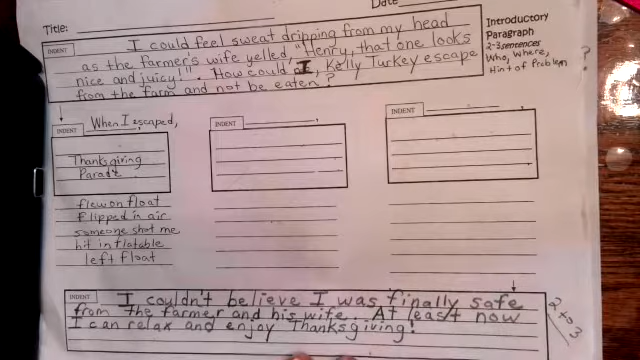 Date
Title:
INDENT I could feel sweat dripping from my head
as the farmer's wife yelled, "Henry, that one looks
nice and juicy!". How could I, Kelly Turkey escape
from the farm and not be eaten?
Introductory
Paragraph
2-3 sentences
Who, Where,
Hint of Problem
?
INDENT When I escaped,
Thanksgiving
Parade
flew on float
flipped in air
someone shot me
hit inflatable
left float
INDENT ,
INDENT ,
INDENT I couldn't believe I was finally safe
from the farmer and his wife. At least now
I can relax and enjoy Thanksgiving!
2 to 3